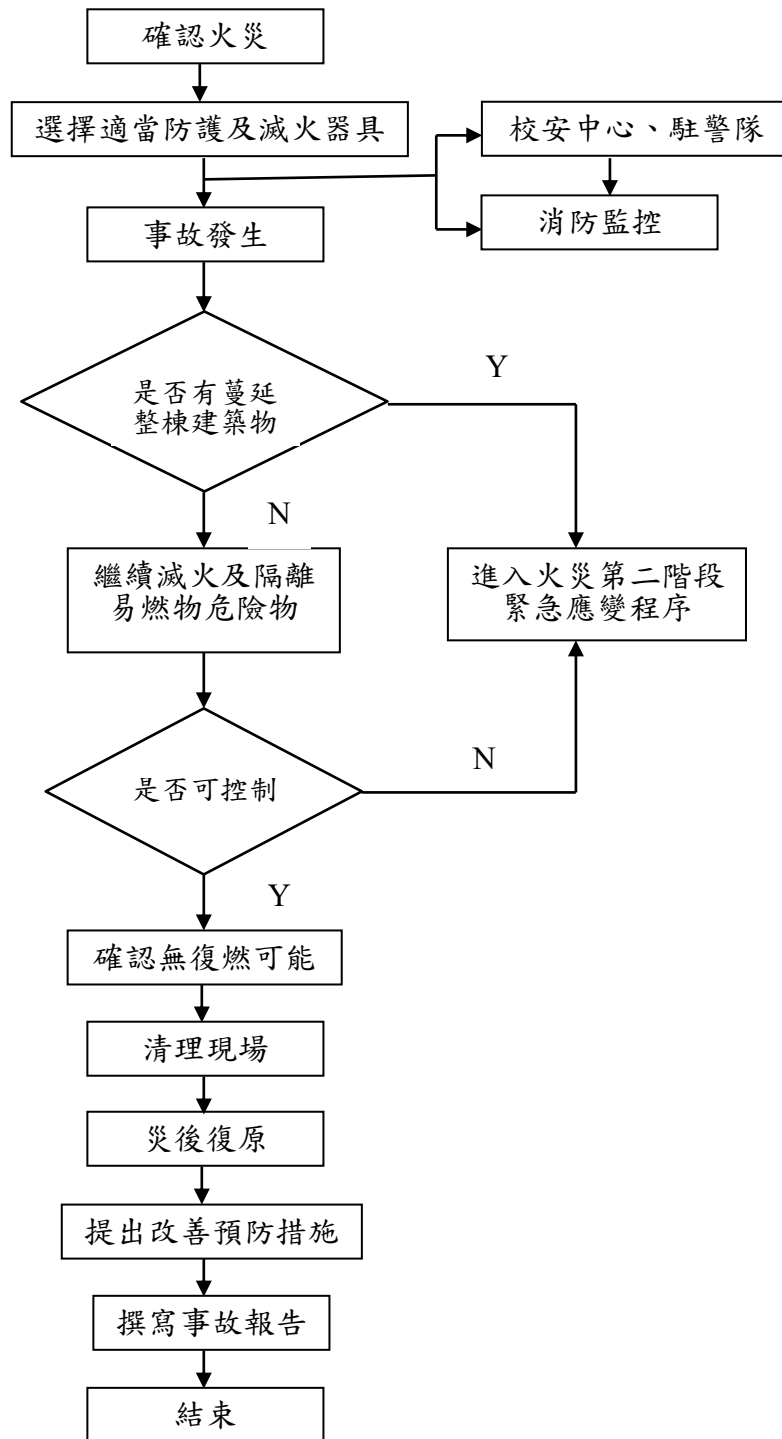 確認火災
選擇適當防護及滅火器具
校安中心、駐警隊
消防監控
事故發生
是否有蔓延
整棟建築物
Y
N
繼續滅火及隔離
易燃物危險物
進入火災第二階段
緊急應變程序
是否可控制
N
Y
確認無復燃可能
清理現場
災後復原
提出改善預防措施
撰寫事故報告
結束